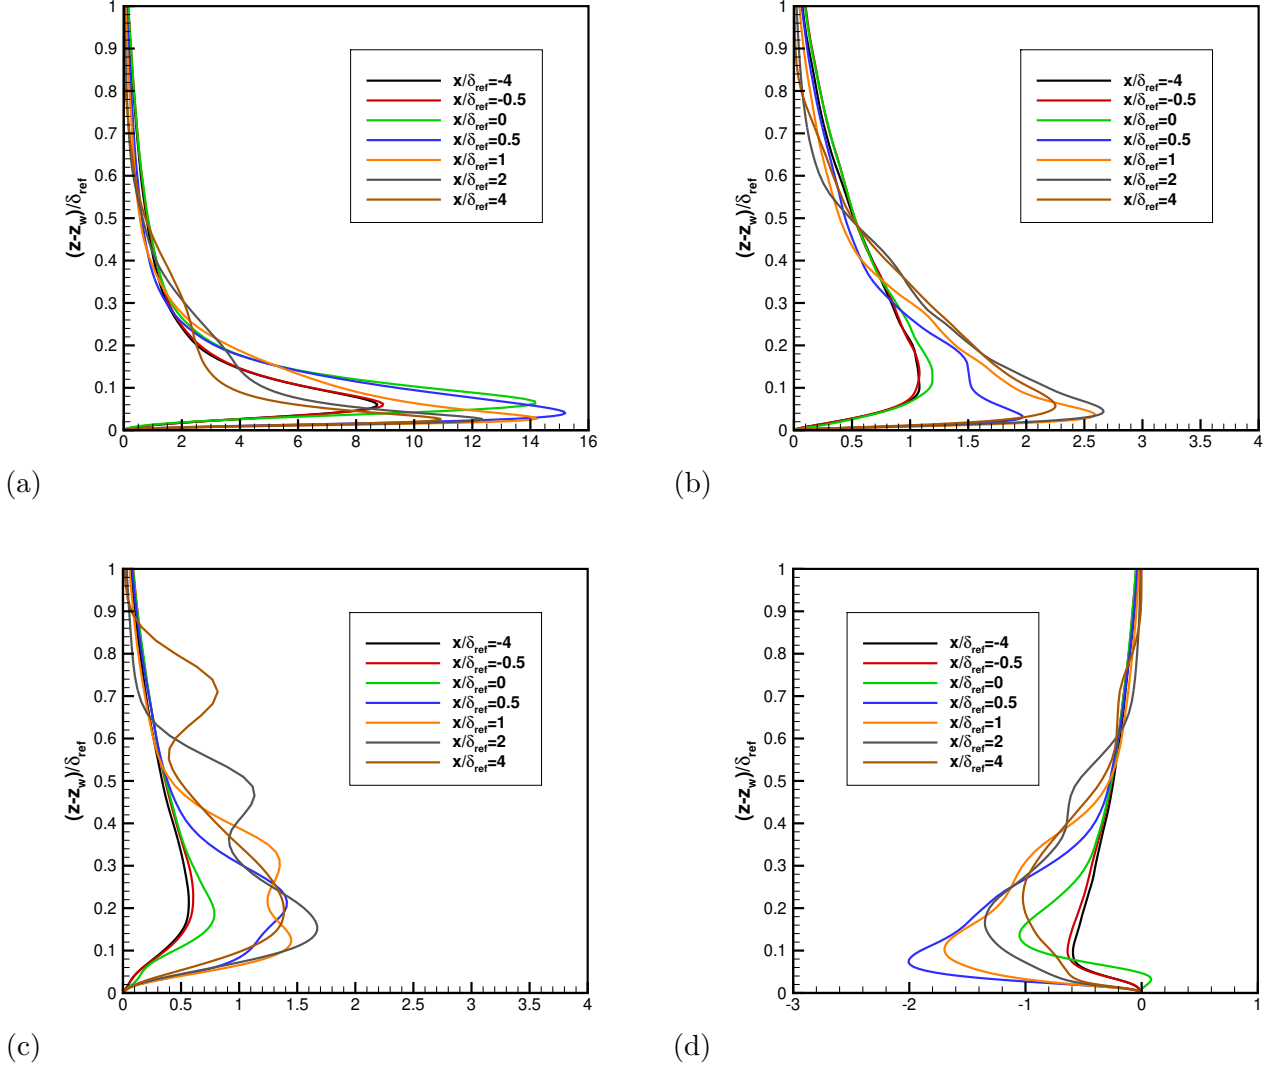 1
0.9
0.8
0.7
0.6
0.5
0.4
0.3
0.2
0.1
0
(z-z_w)/δ_ref
x/δ_ref=-4
x/δ_ref=-0.5
x/δ_ref=0
x/δ_ref=0.5
x/δ_ref=1
x/δ_ref=2
x/δ_ref=4
0 2 4 6 8 10 12 14 16
(a)
1
0.9
0.8
0.7
0.6
0.5
0.4
0.3
0.2
0.1
0
(z-z_w)/δ_ref
x/δ_ref=-4
x/δ_ref=-0.5
x/δ_ref=0
x/δ_ref=0.5
x/δ_ref=1
x/δ_ref=2
x/δ_ref=4
0 0.5 1 1.5 2 2.5 3 3.5 4
(b)
1
0.9
0.8
0.7
0.6
0.5
0.4
0.3
0.2
0.1
0
(z-z_w)/δ_ref
x/δ_ref=-4
x/δ_ref=-0.5
x/δ_ref=0
x/δ_ref=0.5
x/δ_ref=1
x/δ_ref=2
x/δ_ref=4
0 0.5 1 1.5 2 2.5 3 3.5 4
(c)
1
0.9
0.8
0.7
0.6
0.5
0.4
0.3
0.2
0.1
0
(z-z_w)/δ_ref
x/δ_ref=-4
x/δ_ref=-0.5
x/δ_ref=0
x/δ_ref=0.5
x/δ_ref=1
x/δ_ref=2
x/δ_ref=4
-3 -2 -1 0 1
(d)